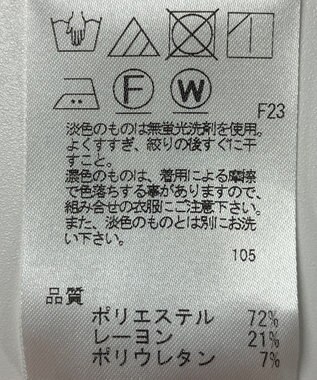 F W
F23
淡色のものは無蛍光洗剤を使用。
よくすすぎ、絞りの後すぐに干
すこと。
濃色のものは、着用による摩擦
で色落ちする事がありますので、
組み合せの衣服にご注意下さい。
また、淡色のものとは別にお洗
い下さい。
105
品質
ポリエステル 72%
レーヨン 21%
ポリウレタン 7%